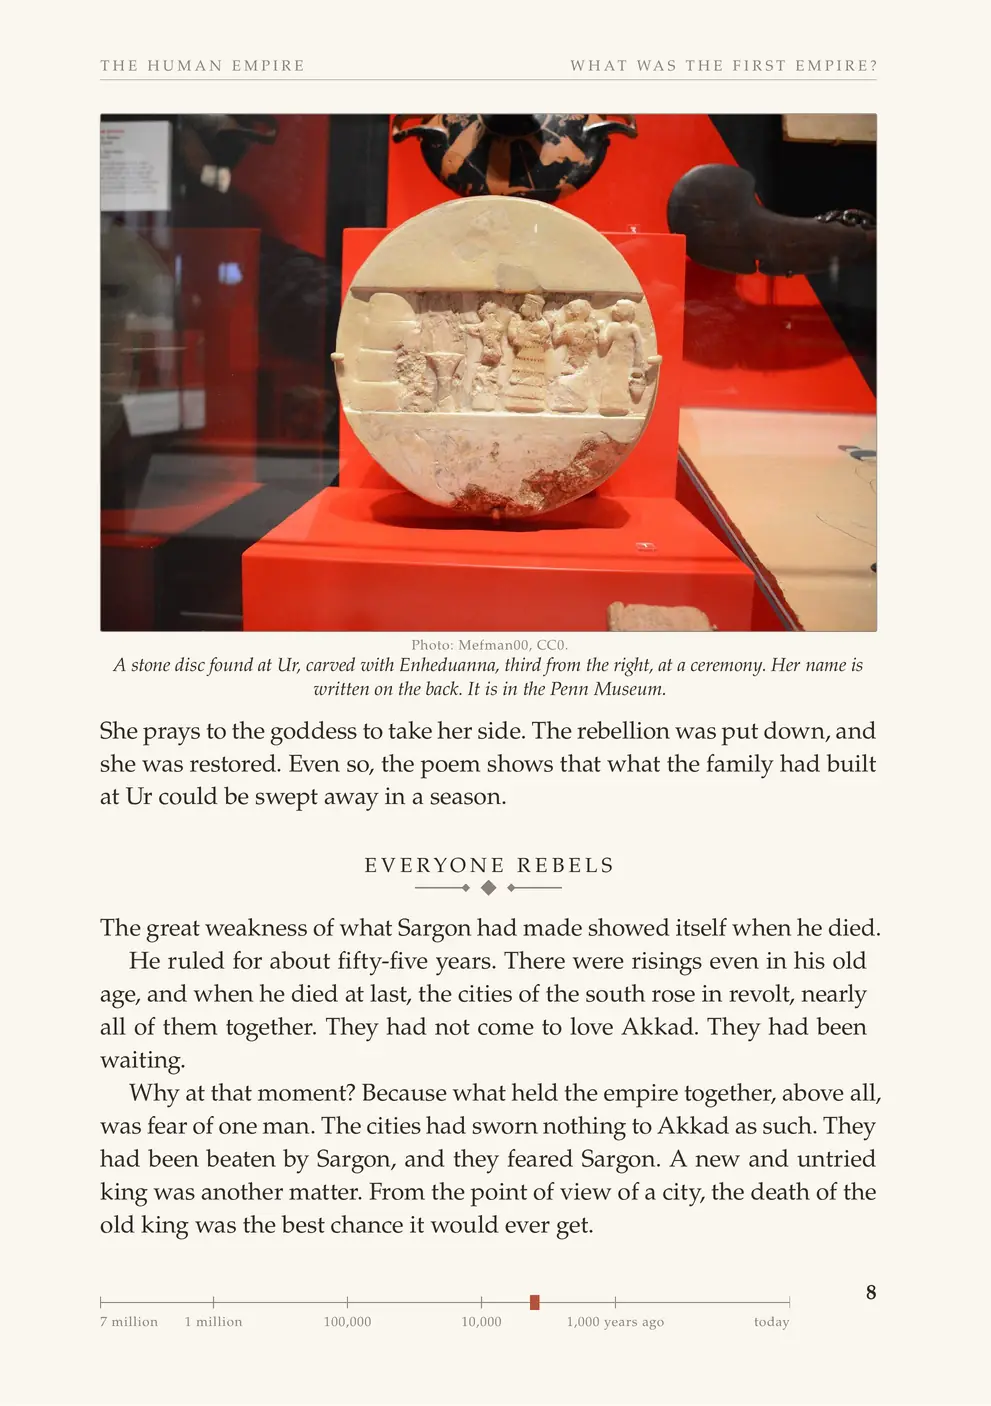 THE HUMAN EMPIRE
WHAT WAS THE FIRST EMPIRE?
Photo: Mefman00, CC0.
A stone disc found at Ur, carved with Enheduanna, third from the right, at a ceremony. Her name is
written on the back. It is in the Penn Museum.
She prays to the goddess to take her side. The rebellion was put down, and
she was restored. Even so, the poem shows that what the family had built
at Ur could be swept away in a season.
EVERYONE REBELS
The great weakness of what Sargon had made showed itself when he died.
He ruled for about fifty-five years. There were risings even in his old
age, and when he died at last, the cities of the south rose in revolt, nearly
all of them together. They had not come to love Akkad. They had been
waiting.
Why at that moment? Because what held the empire together, above all,
was fear of one man. The cities had sworn nothing to Akkad as such. They
had been beaten by Sargon, and they feared Sargon. A new and untried
king was another matter. From the point of view of a city, the death of the
old king was the best chance it would ever get.
8
7 million 1 million 100,000 10,000 1,000 years ago today